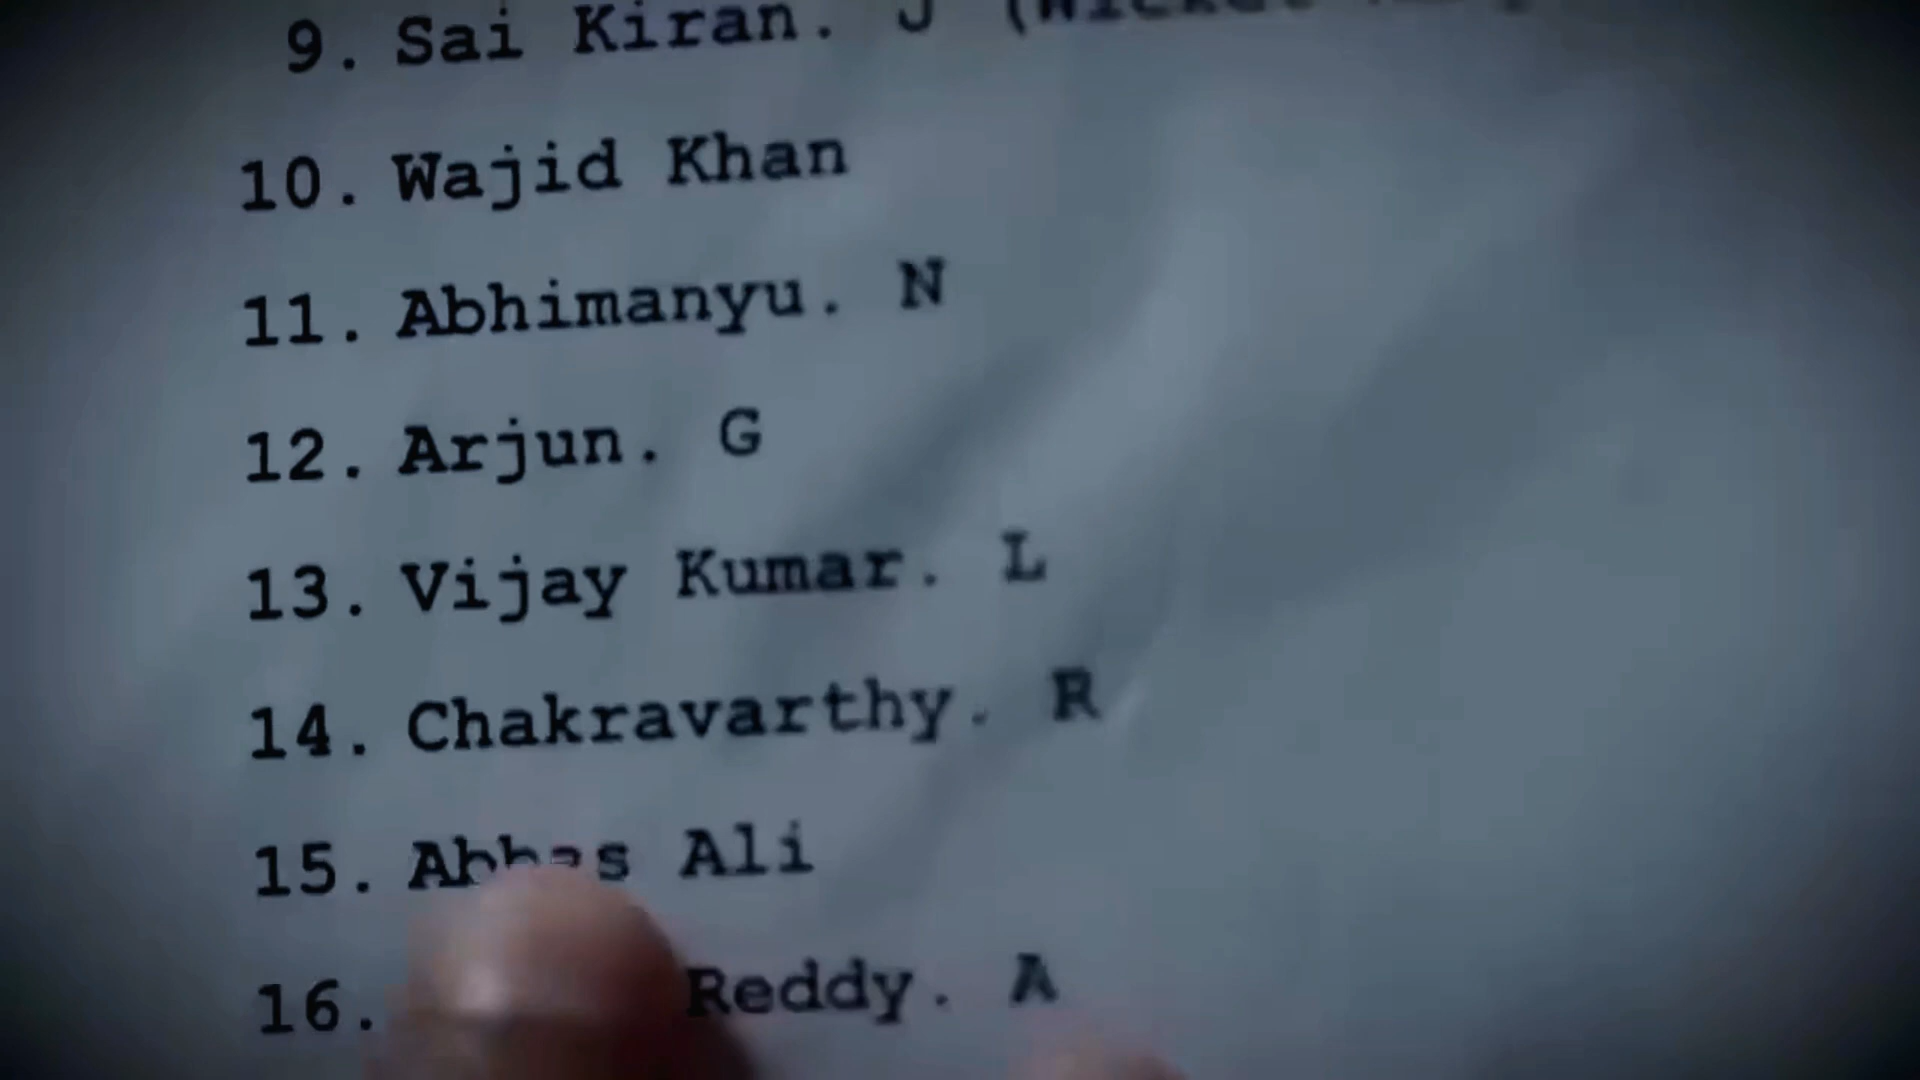 9. Sai Kiran. J (Wicket
10. Wajid Khan
11. Abhimanyu. N
12. Arjun. G
13. Vijay Kumar. L
14. Chakravarthy. R
15. Abbas Ali
16. Reddy. A